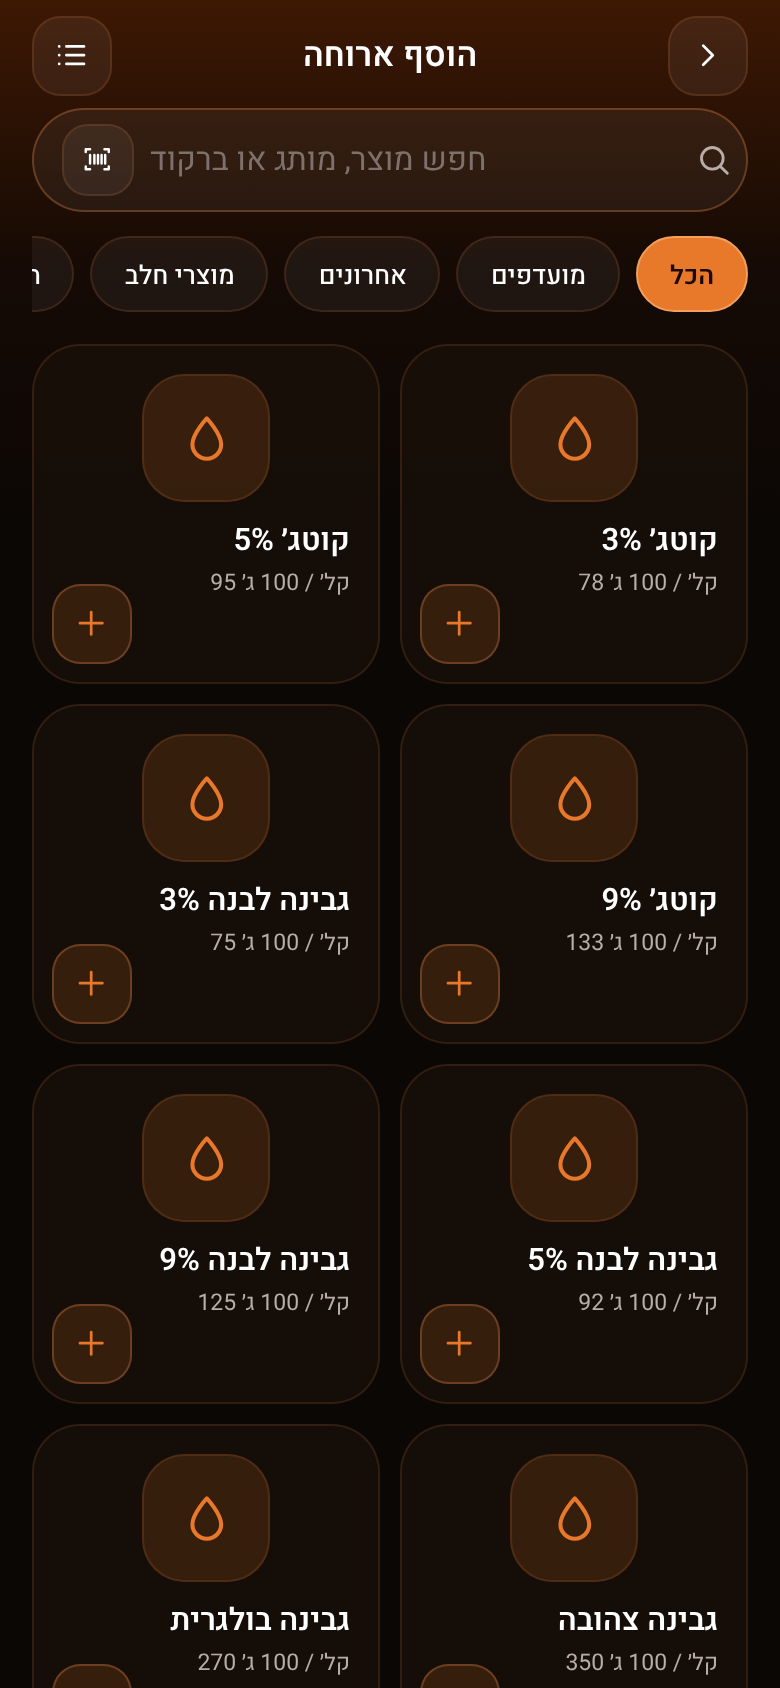 הוסף ארוחה
חפש מוצר, מותג או ברקוד
הכל
מועדפים
אחרונים
מוצרי חלב
קוטג׳ 3%
קל׳ / 100 ג׳ 78
קוטג׳ 5%
קל׳ / 100 ג׳ 95
קוטג׳ 9%
קל׳ / 100 ג׳ 133
גבינה לבנה 3%
קל׳ / 100 ג׳ 75
גבינה לבנה 5%
קל׳ / 100 ג׳ 92
גבינה לבנה 9%
קל׳ / 100 ג׳ 125
גבינה צהובה
קל׳ / 100 ג׳ 350
גבינה בולגרית
קל׳ / 100 ג׳ 270